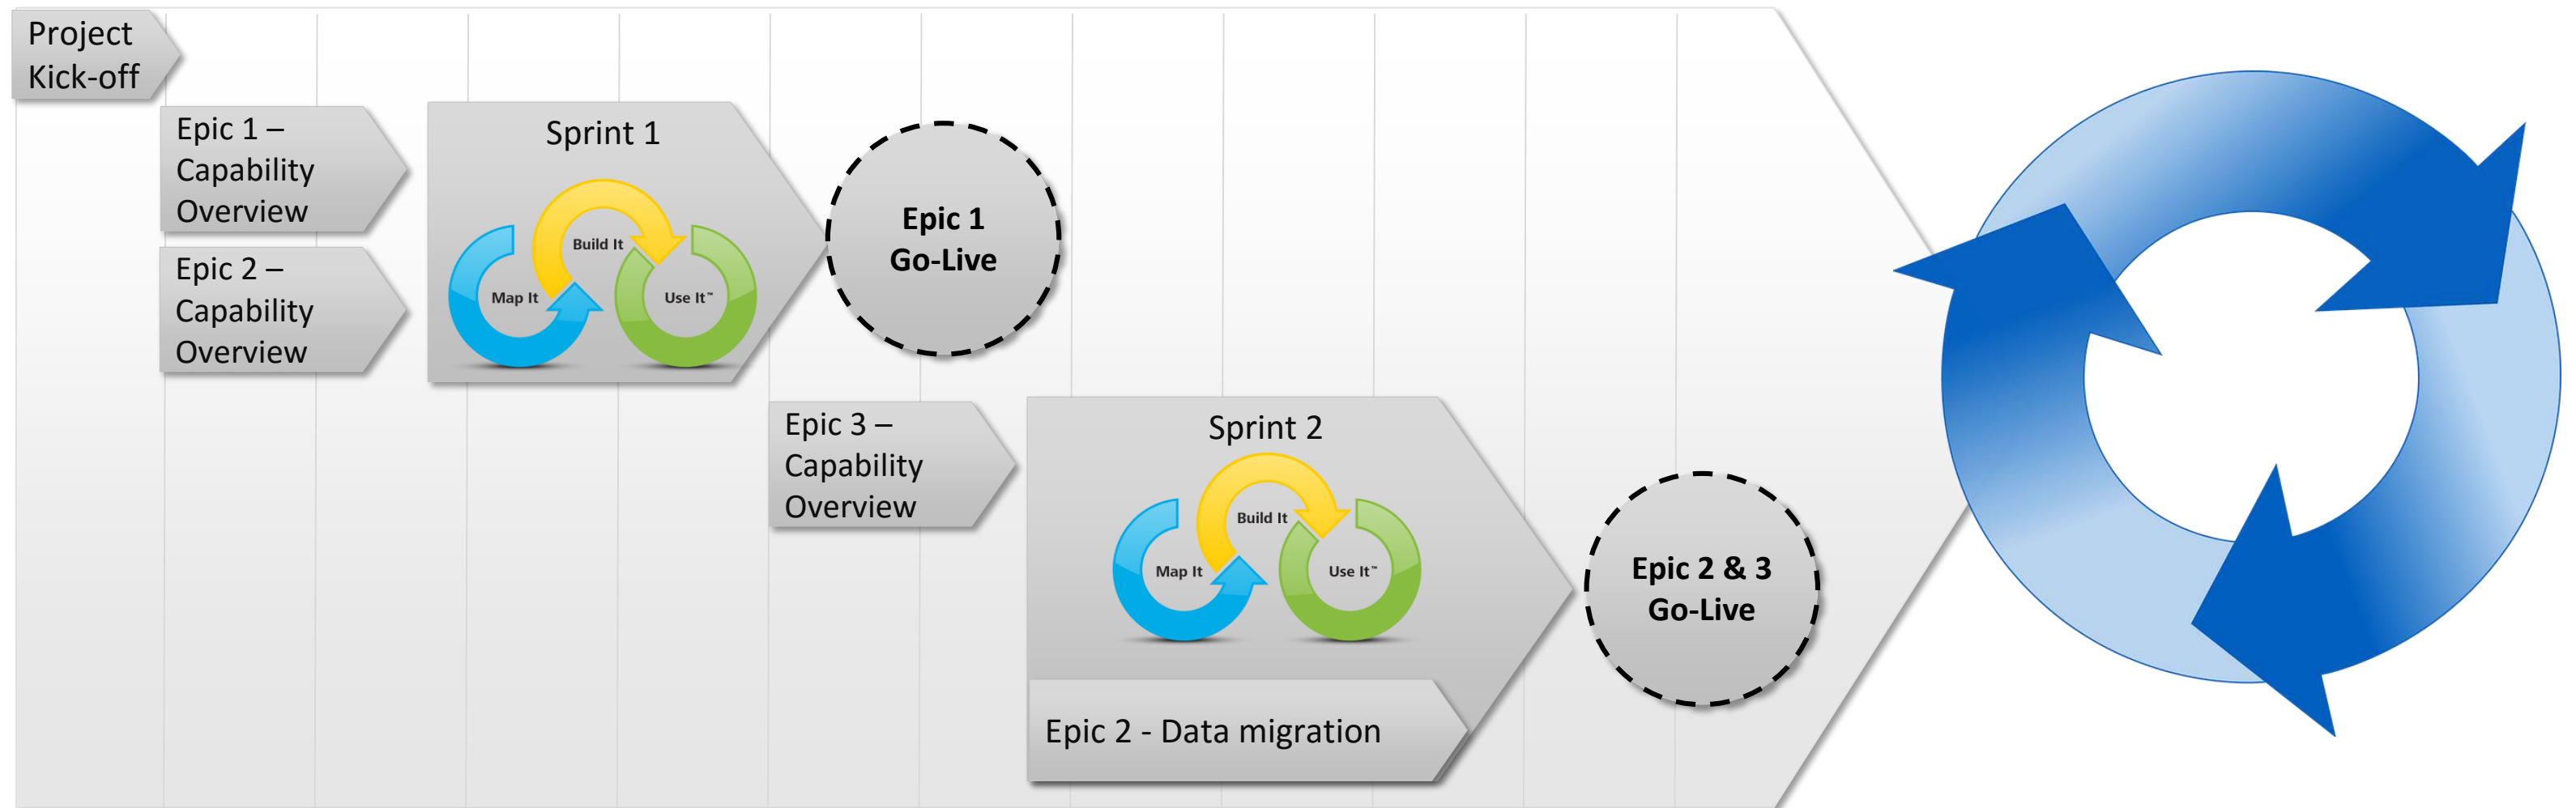 Project
Kick-off
Epic 1 –
Capability
Overview
Epic 2 –
Capability
Overview
Sprint 1
Build It
Map It
Use It™
Epic 1
Go-Live
Epic 3 –
Capability
Overview
Sprint 2
Build It
Map It
Use It™
Epic 2 - Data migration
Epic 2 & 3
Go-Live